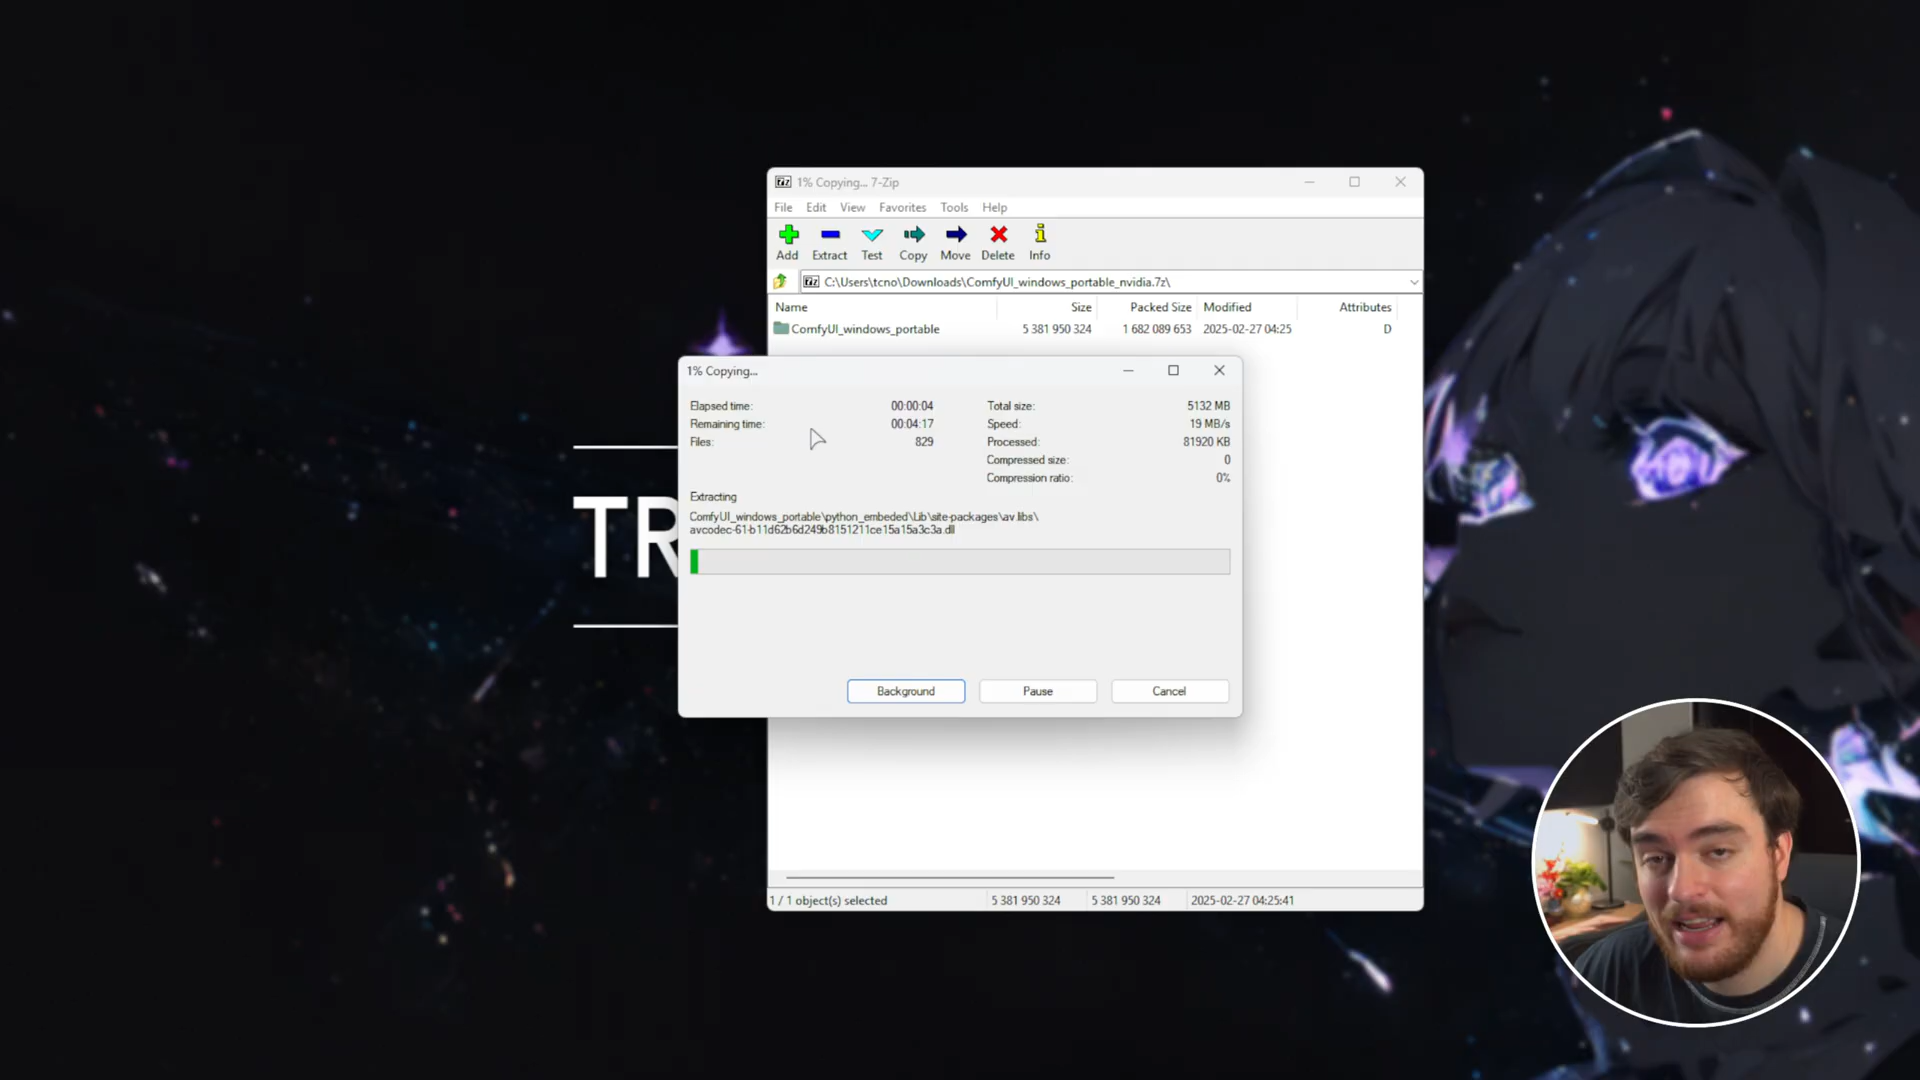 1% Copying... 7-Zip
File Edit View Favorites Tools Help
Add Extract Test Copy Move Delete Info
C:\Users\tcno\Downloads\ComfyUI_windows_portable_nvidia.7z\
Name Size Packed Size Modified Attributes
ComfyUI_windows_portable 5 381 950 324 1 682 089 653 2025-02-27 04:25 D
1% Copying...
Elapsed time: 00:00:04 Total size: 5132 MB
Remaining time: 00:04:17 Speed: 19 MB/s
Files: 829 Processed: 81920 KB
Compressed size: 0
Compression ratio: 0%
Extracting
ComfyUI_windows_portable\python_embeded\Lib\site-packages\av.libs\
avcodec-61-b11d62b6d249b8151211ce15a15a3c3a.dll
TR
Background Pause Cancel
1 / 1 object(s) selected 5 381 950 324 5 381 950 324 2025-02-27 04:25:41